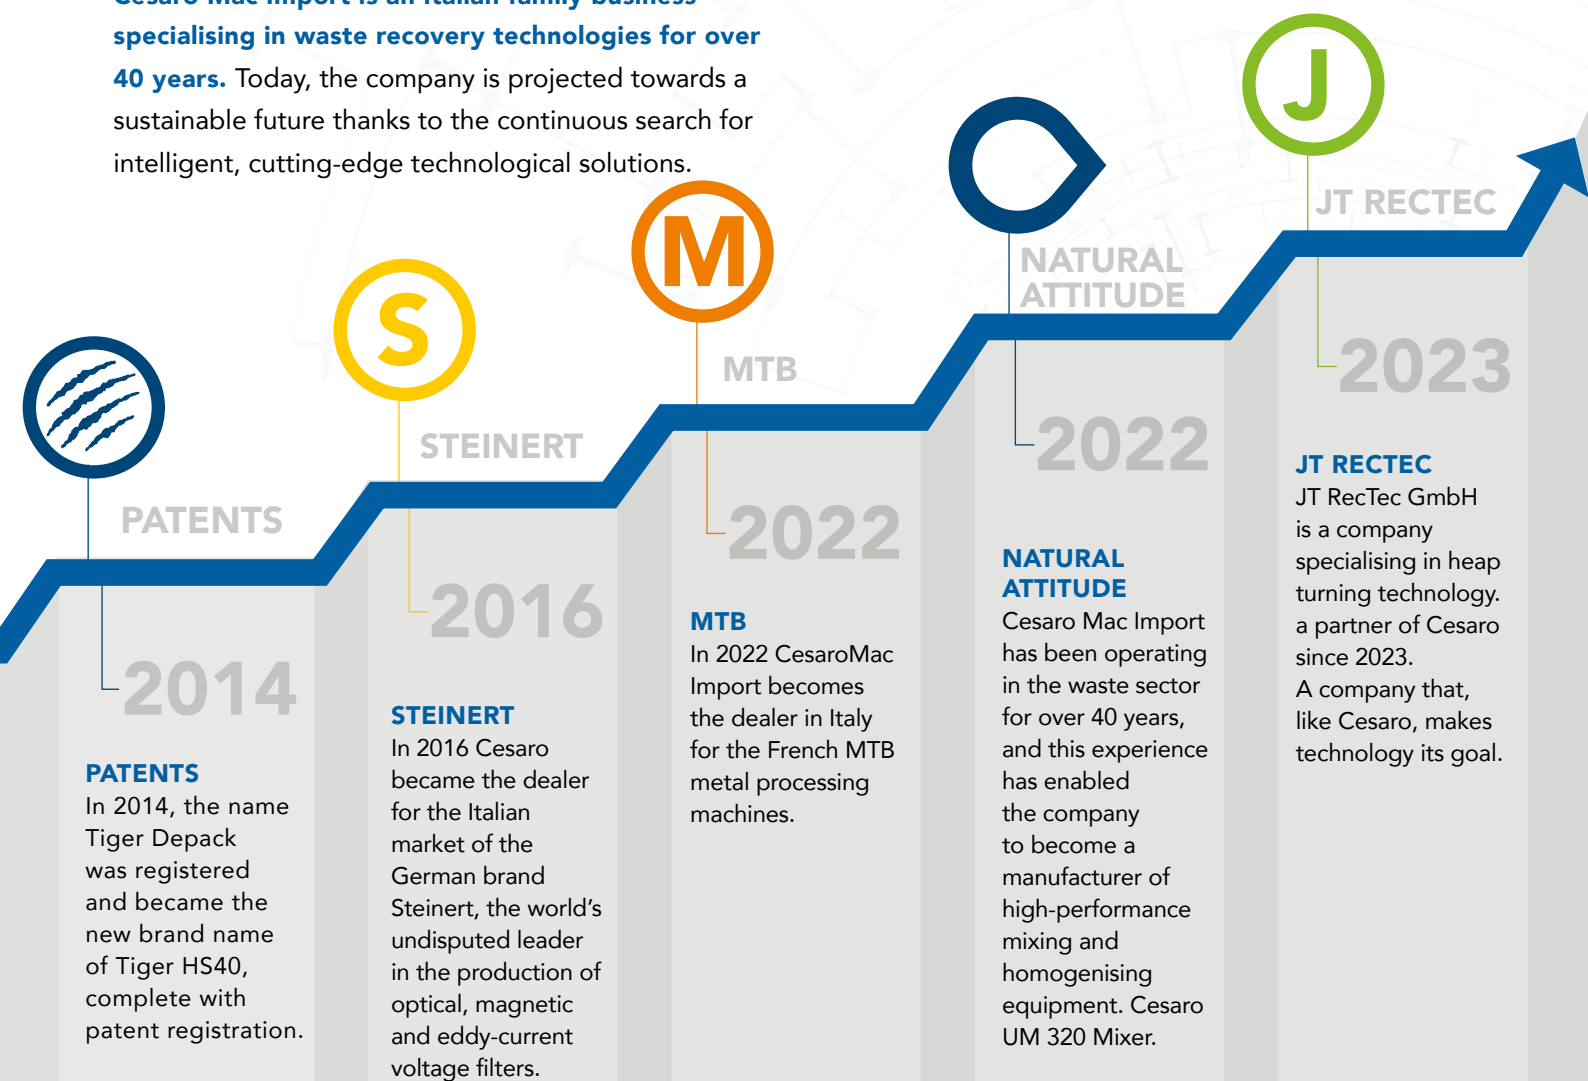 Cesaro Mac Import is an Italian family business
specialising in waste recovery technologies for over
40 years. Today, the company is projected towards a
sustainable future thanks to the continuous search for
intelligent, cutting-edge technological solutions.
PATENTS
2014
PATENTS
In 2014, the name
Tiger Depack
was registered
and became the
new brand name
of Tiger HS40,
complete with
patent registration.
S
STEINERT
2016
STEINERT
In 2016 Cesaro
became the dealer
for the Italian
market of the
German brand
Steinert, the world's
undisputed leader
in the production of
optical, magnetic
and eddy-current
voltage filters.
M
MTB
2022
MTB
In 2022 CesaroMac
Import becomes
the dealer in Italy
for the French MTB
metal processing
machines.
NATURAL
ATTITUDE
2022
NATURAL
ATTITUDE
Cesaro Mac Import
has been operating
in the waste sector
for over 40 years,
and this experience
has enabled
the company
to become a
manufacturer of
high-performance
mixing and
homogenising
equipment. Cesaro
UM 320 Mixer.
J
JT RECTEC
2023
JT RECTEC
JT RecTec GmbH
is a company
specialising in heap
turning technology.
a partner of Cesaro
since 2023.
A company that,
like Cesaro, makes
technology its goal.